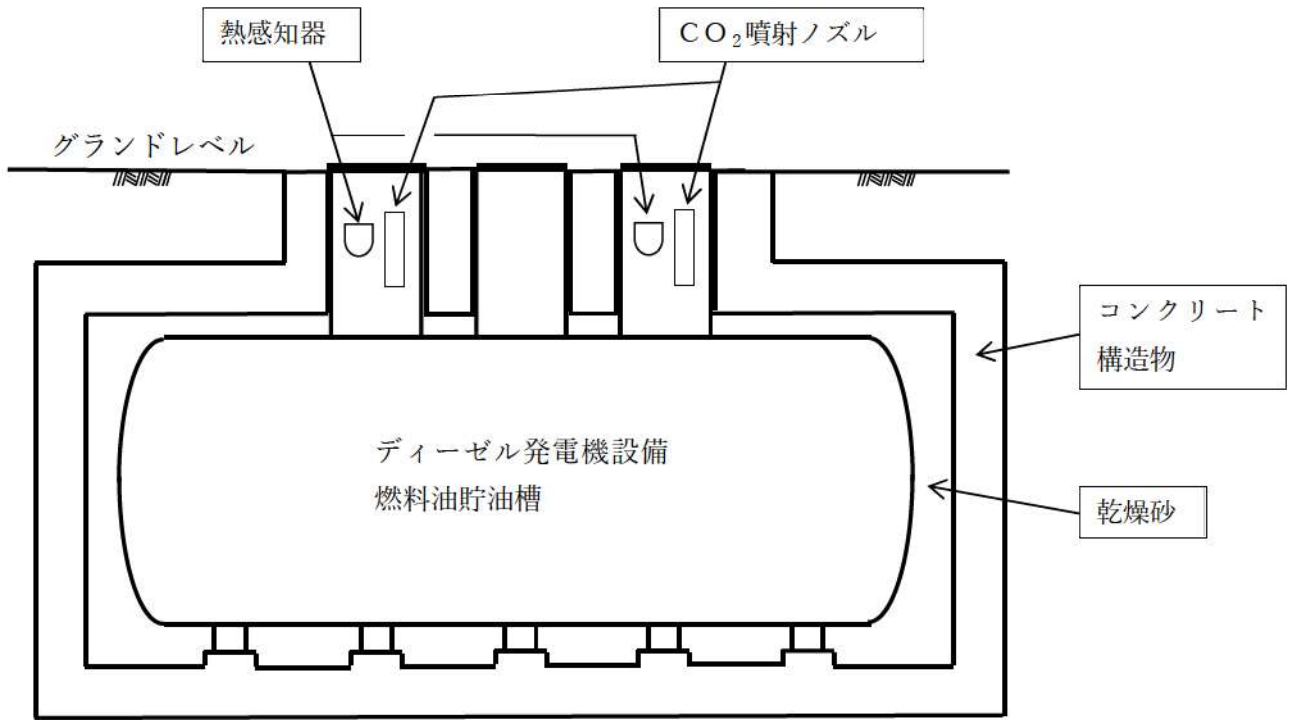 熱感知器
CO₂噴射ノズル
グランドレベル
コンクリート
構造物
ディーゼル発電機設備
燃料油貯油槽
乾燥砂